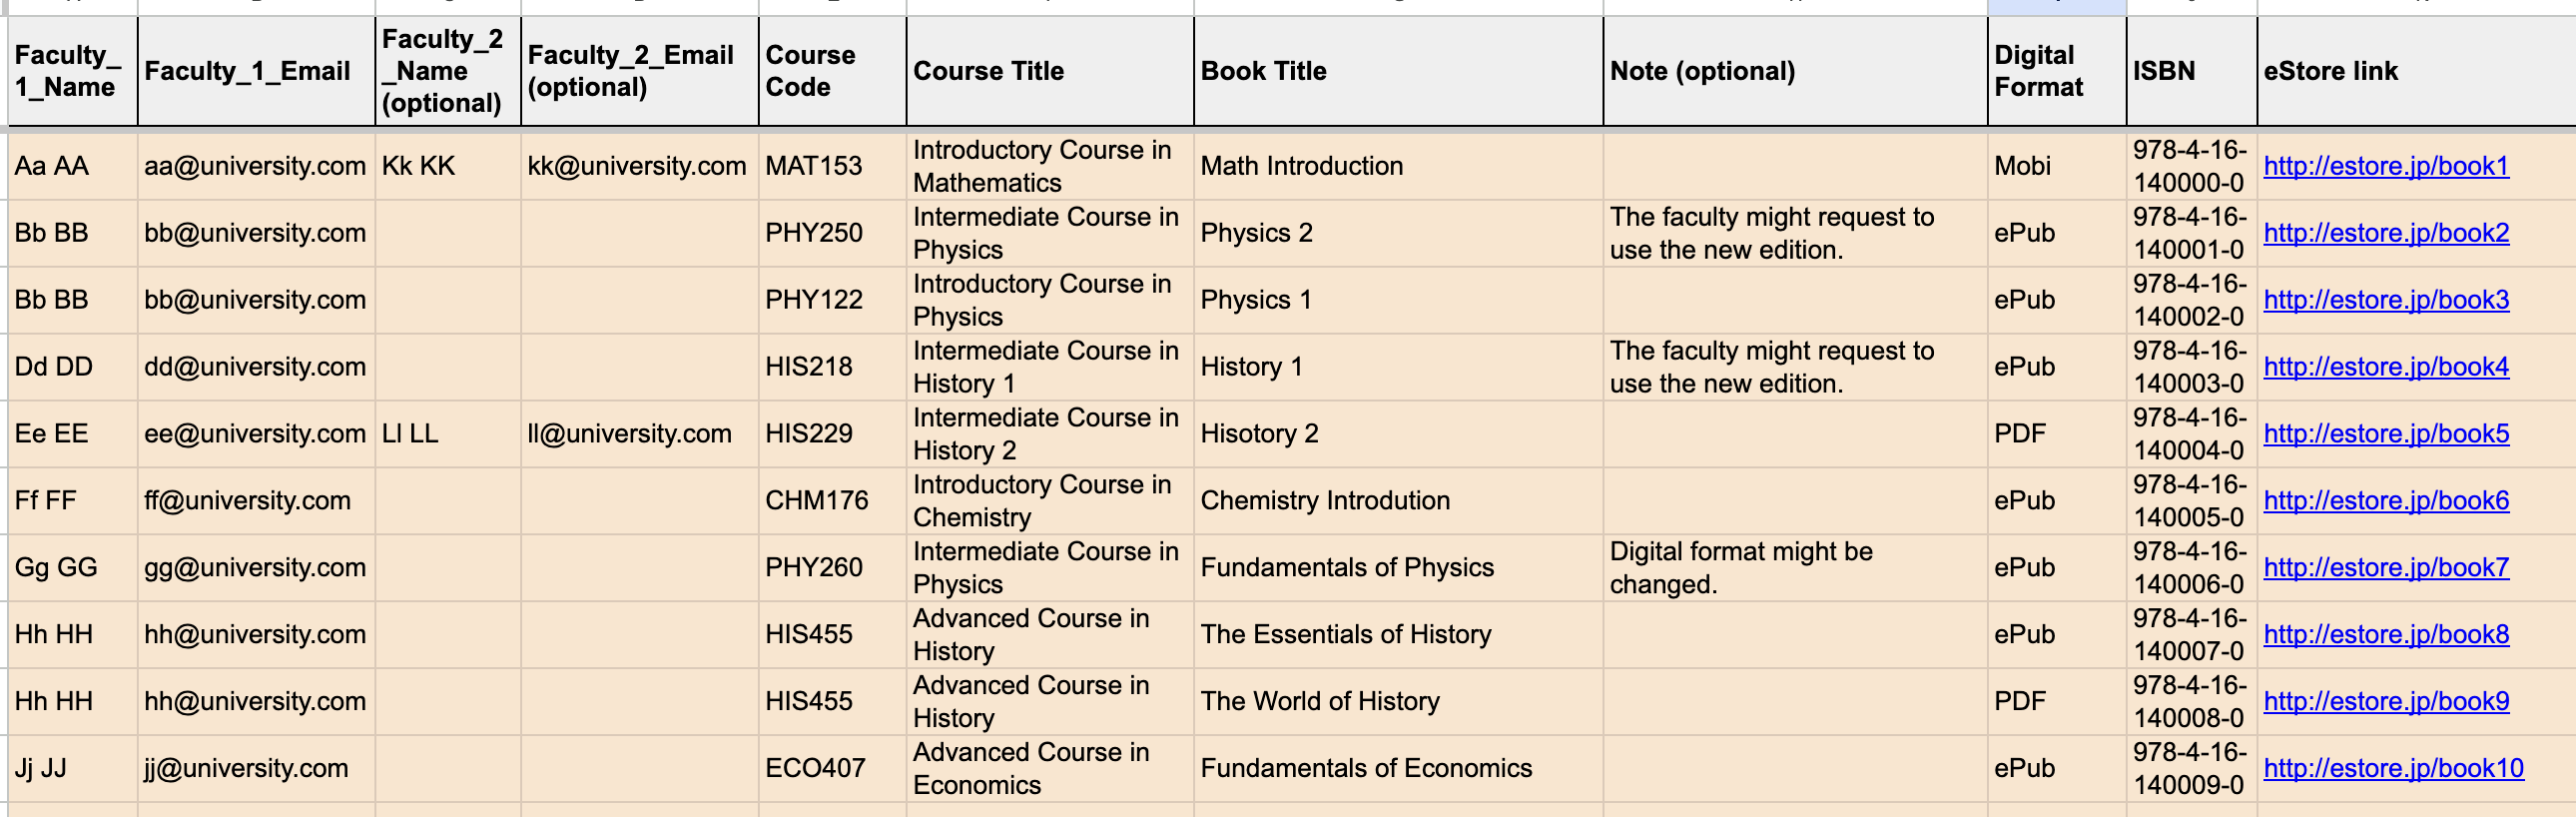 Faculty_
1_Name
Faculty_1_Email
Faculty_2
_Name
(optional)
Faculty_2_Email
(optional)
Course
Code
Course Title
Book Title
Note (optional)
Digital
Format
ISBN
eStore link
Aa AA
aa@university.com
Kk KK
kk@university.com
MAT153
Introductory Course in
Mathematics
Math Introduction
Mobi
978-4-16-
140000-0
http://estore.jp/book1
Bb BB
bb@university.com
PHY250
Intermediate Course in
Physics
Physics 2
The faculty might request to
use the new edition.
ePub
978-4-16-
140001-0
http://estore.jp/book2
Bb BB
bb@university.com
PHY122
Introductory Course in
Physics
Physics 1
ePub
978-4-16-
140002-0
http://estore.jp/book3
Dd DD
dd@university.com
HIS218
Intermediate Course in
History 1
History 1
The faculty might request to
use the new edition.
ePub
978-4-16-
140003-0
http://estore.jp/book4
Ee EE
ee@university.com
Ll LL
ll@university.com
HIS229
Intermediate Course in
History 2
Hisotory 2
PDF
978-4-16-
140004-0
http://estore.jp/book5
Ff FF
ff@university.com
CHM176
Introductory Course in
Chemistry
Chemistry Introdution
ePub
978-4-16-
140005-0
http://estore.jp/book6
Gg GG
gg@university.com
PHY260
Intermediate Course in
Physics
Fundamentals of Physics
Digital format might be
changed.
ePub
978-4-16-
140006-0
http://estore.jp/book7
Hh HH
hh@university.com
HIS455
Advanced Course in
History
The Essentials of History
ePub
978-4-16-
140007-0
http://estore.jp/book8
Hh HH
hh@university.com
HIS455
Advanced Course in
History
The World of History
PDF
978-4-16-
140008-0
http://estore.jp/book9
Jj JJ
jj@university.com
ECO407
Advanced Course in
Economics
Fundamentals of Economics
ePub
978-4-16-
140009-0
http://estore.jp/book10